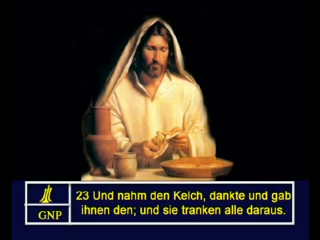 23 Und nahm den Kelch, dankte und gab
ihnen den; und sie tranken alle daraus.
GNP